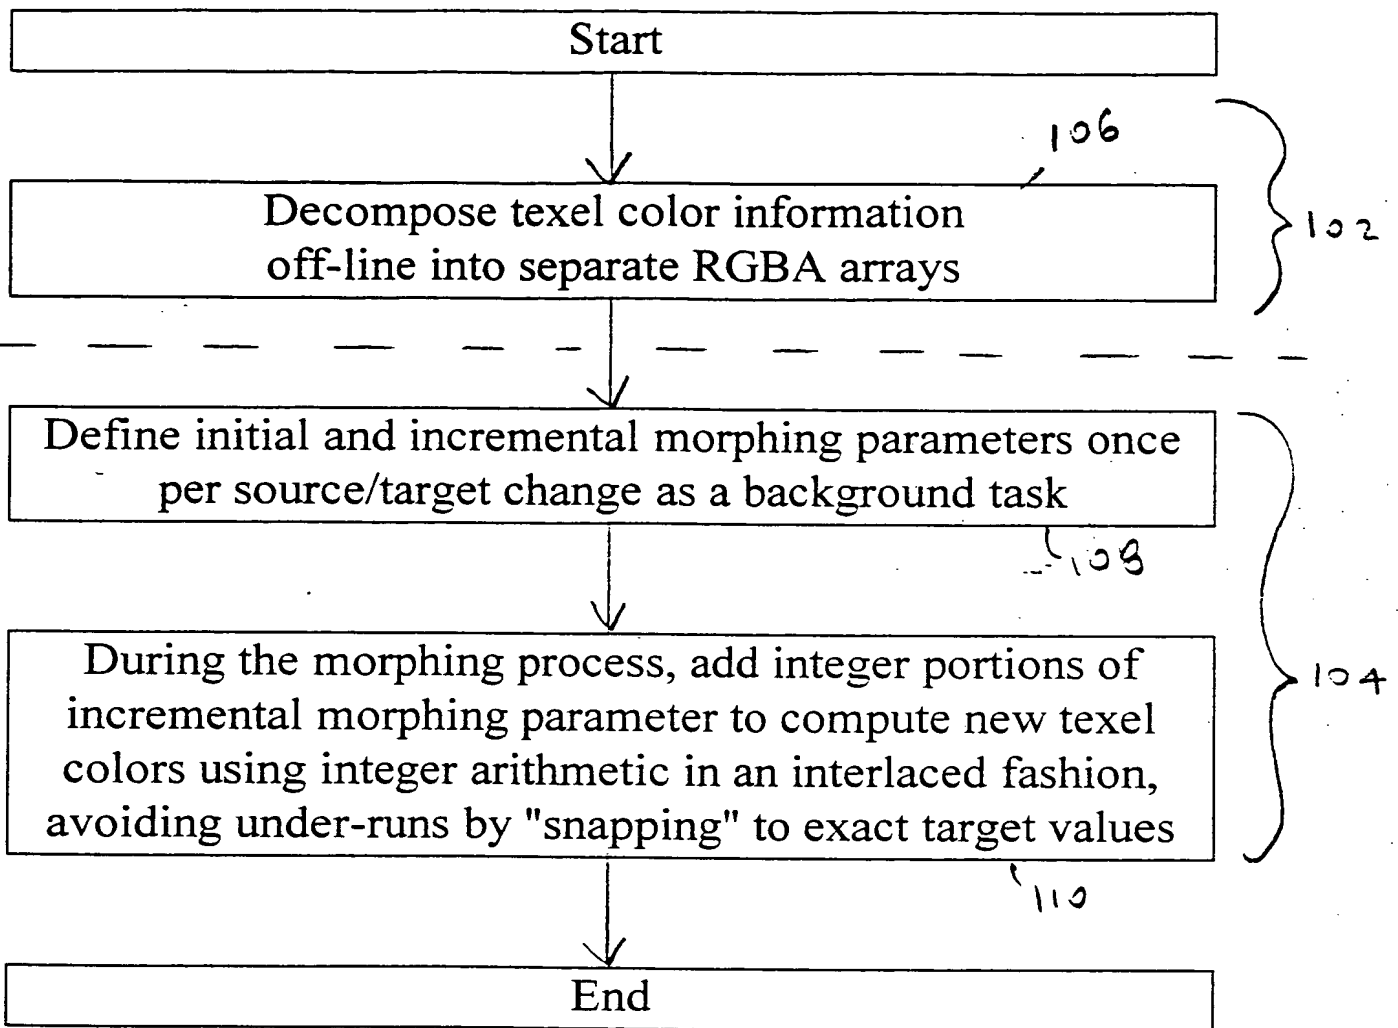 Start
106
102
Decompose texel color information
off-line into separate RGBA arrays
Define initial and incremental morphing parameters once
per source/target change as a background task
108
During the morphing process, add integer portions of
incremental morphing parameter to compute new texel
colors using integer arithmetic in an interlaced fashion,
avoiding under-runs by "snapping" to exact target values
104
110
End